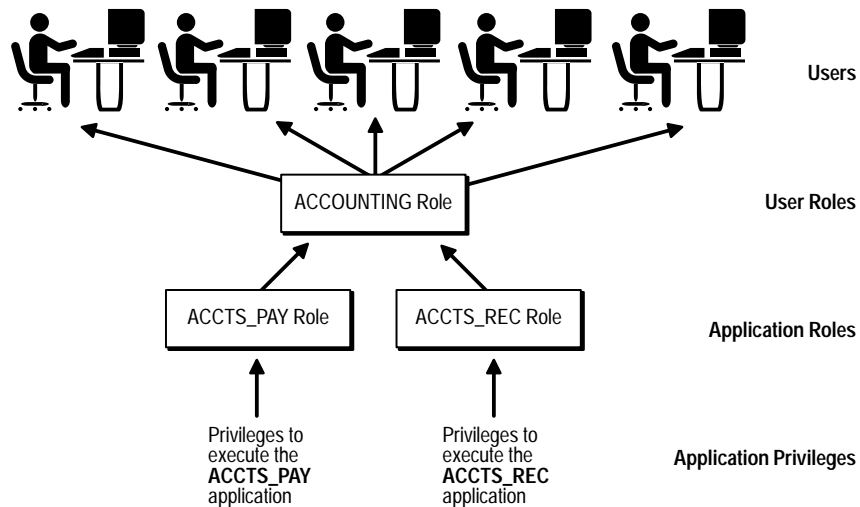 Users
ACCOUNTING Role
User Roles
ACCTS_PAY Role
ACCTS_REC Role
Application Roles
Privileges to
execute the
ACCTS_PAY
application
Privileges to
execute the
ACCTS_REC
application
Application Privileges